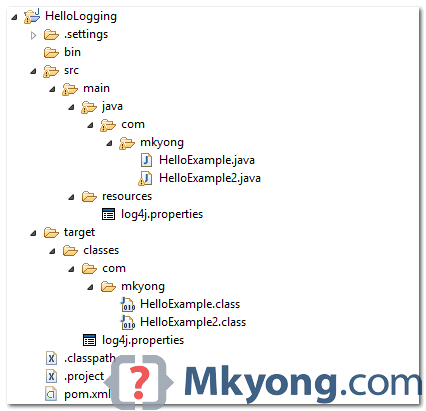 HelloLogging
.settings
bin
src
main
java
com
mkyong
HelloExample.java
HelloExample2.java
resources
log4j.properties
target
classes
com
mkyong
HelloExample.class
HelloExample2.class
log4j.properties
.classpath
.project
pom.xml
Mkyong.com